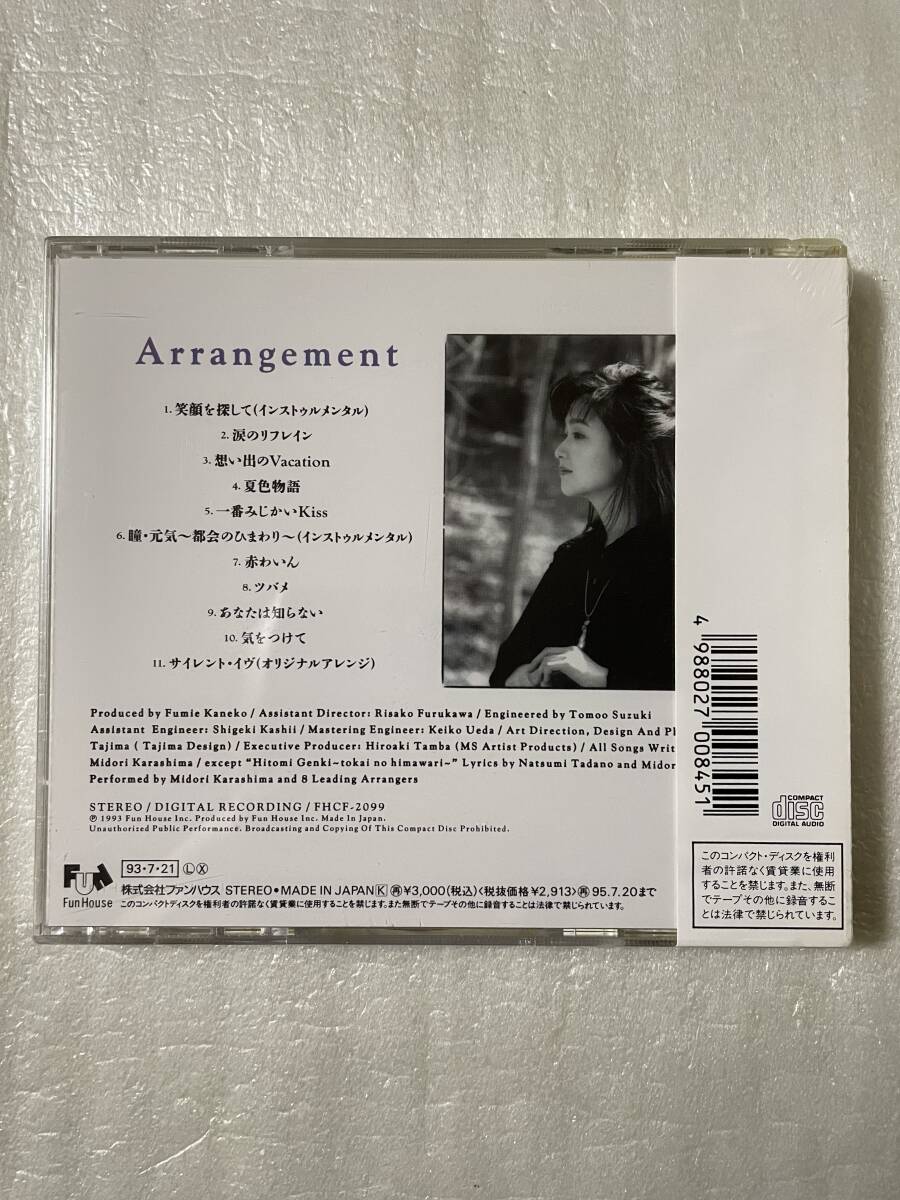 Arrangement
1. 笑顔を探して(インストゥルメンタル)
2. 涙のリフレイン
3. 想い出のVacation
4. 夏色物語
5. 一番みじかいKiss
6. 瞳・元気〜都会のひまわり〜(インストゥルメンタル)
7. 赤わいん
8. ツバメ
9. あなたは知らない
10. 気をつけて
11. サイレント・イヴ(オリジナルアレンジ)
Produced by Fumie Kaneko / Assistant Director: Risako Furukawa / Engineered by Tomoo Suzuki
Assistant Engineer: Shigeki Kashii / Mastering Engineer: Keiko Ueda / Art Direction, Design And Ph
Tajima ( Tajima Design) / Executive Producer: Hiroaki Tamba (MS Artist Products) / All Songs Writ
Midori Karashima / except "Hitomi Genki~tokai no himawari~" Lyrics by Natsumi Tadano and Midor
Performed by Midori Karashima and 8 Leading Arrangers
STEREO / DIGITAL RECORDING / FHCF-2099
Ⓟ 1993 Fun House Inc. Produced by Fun House Inc. Made In Japan.
Unauthorized Public Performance. Broadcasting and Copying Of This Compact Disc Prohibited.
Fun
Fun House
93・7・21 Ⓛ Ⓧ
株式会社ファンハウス STEREO●MADE IN JAPAN K ㊢¥3,000(税込)<税抜価格¥2,913>㊢95.7.20まで
このコンパクトディスクを権利者の許諾なく賃貸業に使用することを禁じます。また無断でテープその他に録音することは法律で禁じられています。
4 988027 008451
COMPACT
disc
DIGITAL AUDIO
このコンパクト・ディスクを権利
者の許諾なく賃貸業に使用
することを禁じます。また、無断
でテープその他に録音するこ
とは法律で禁じられています。